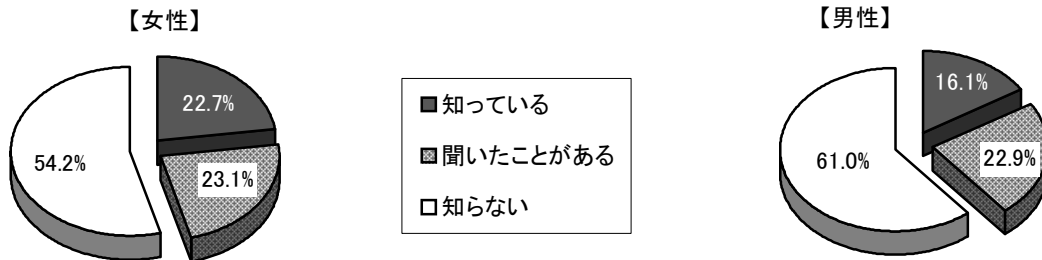 【女性】
22.7%
23.1%
54.2%
■知っている
聞いたことがある
□知らない
【男性】
16.1%
22.9%
61.0%